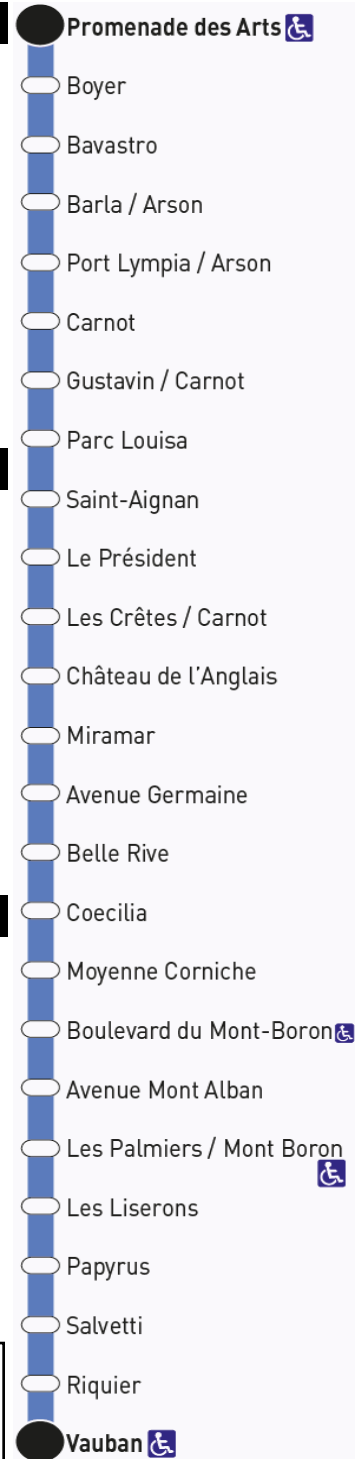 Promenade des Arts
Boyer
Bavastro
Barla / Arson
Port Lympia / Arson
Carnot
Gustavin / Carnot
Parc Louisa
Saint-Aignan
Le Président
Les Crêtes / Carnot
Château de l'Anglais
Miramar
Avenue Germaine
Belle Rive
Coecilia
Moyenne Corniche
Boulevard du Mont-Boron
Avenue Mont Alban
Les Palmiers / Mont Boron
Les Liserons
Papyrus
Salvetti
Riquier
Vauban